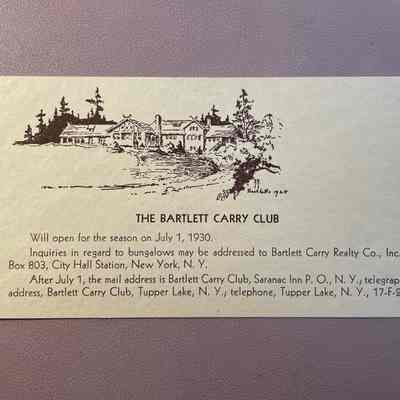 THE BARTLETT CARRY CLUB
Will open for the season on July 1, 1930.
Inquiries in regard to bungalows may be addressed to Bartlett Carry Realty Co., Inc.
Box 803, City Hall Station, New York, N. Y.
After July 1, the mail address is Bartlett Carry Club, Saranac Inn P. O., N. Y.; telegraph
address, Bartlett Carry Club, Tupper Lake, N. Y.; telephone, Tupper Lake, N. Y., 17-F-